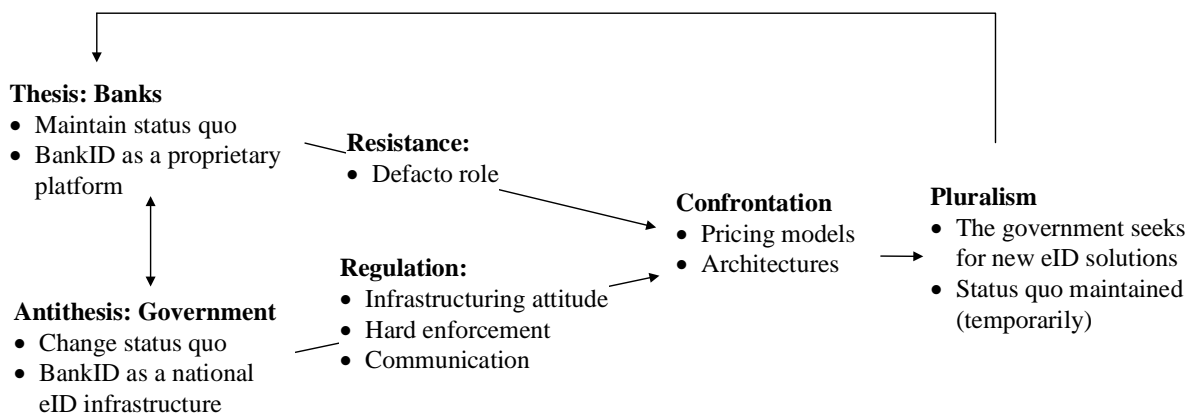 Thesis: Banks
• Maintain status quo
• BankID as a proprietary
platform
Antithesis: Government
• Change status quo
• BankID as a national
eID infrastructure
Resistance:
• Defacto role
Regulation:
• Infrastructuring attitude
• Hard enforcement
• Communication
Confrontation
• Pricing models
• Architectures
Pluralism
• The government seeks
for new eID solutions
• Status quo maintained
(temporarily)